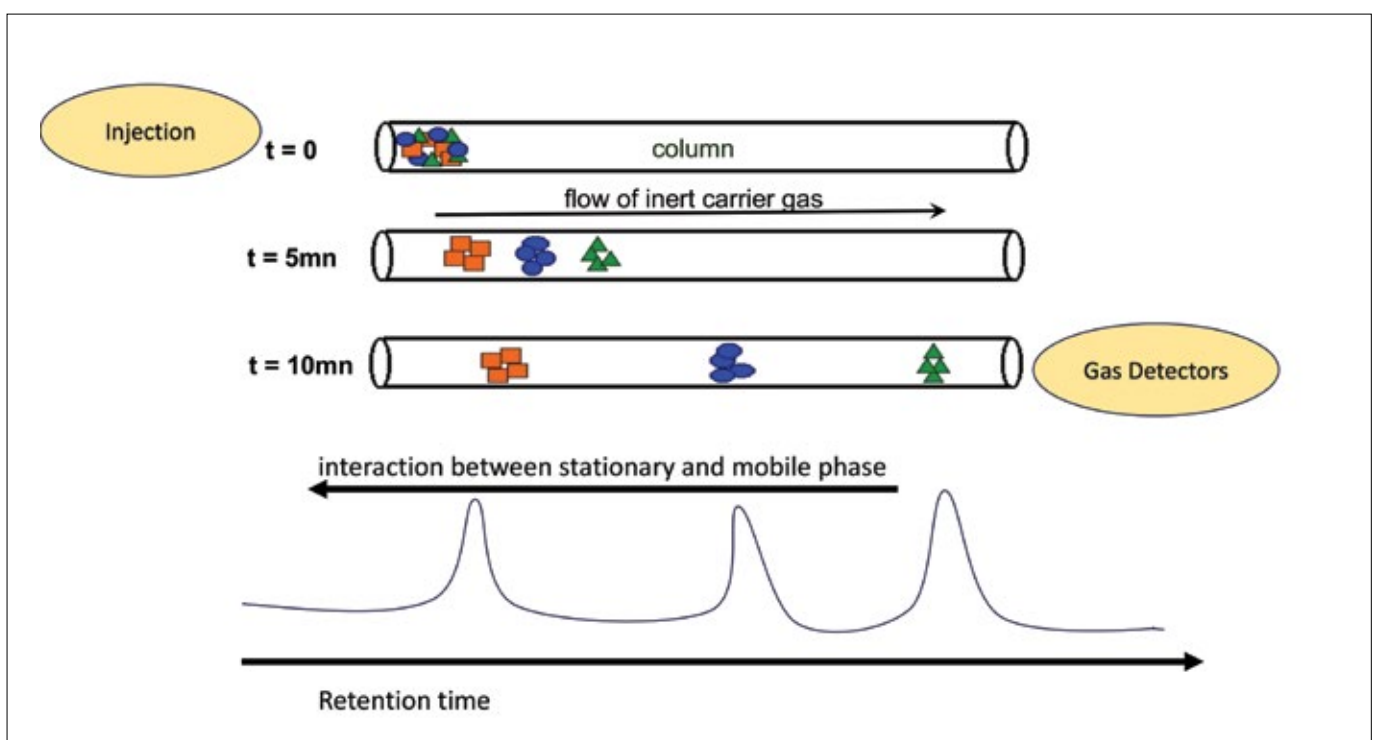 Injection
t = 0
column
flow of inert carrier gas
t = 5mn
t = 10mn
Gas Detectors
interaction between stationary and mobile phase
Retention time